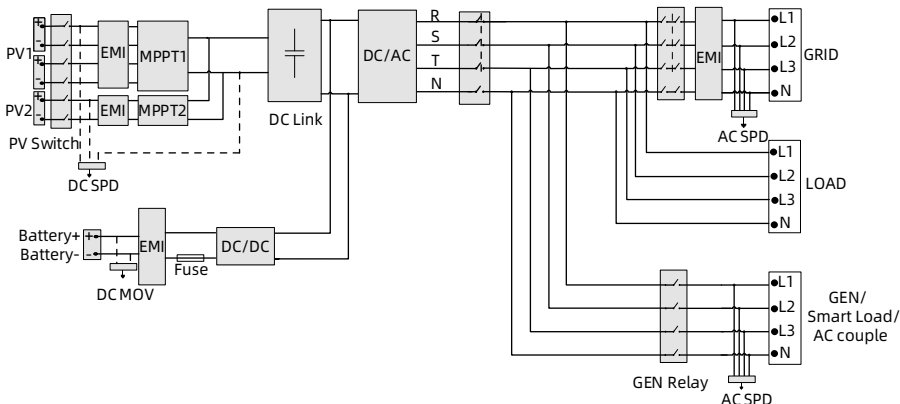 PV1
+
-
+
-
PV2
+
-
PV Switch
EMI
MPPT1
EMI
MPPT2
DC SPD
DC Link
DC/AC
R
S
T
N
EMI
L1
L2
L3
N
GRID
AC SPD
L1
L2
L3
N
LOAD
Battery+
Battery-
+
-
DC MOV
EMI
Fuse
DC/DC
GEN Relay
L1
L2
L3
N
GEN/
Smart Load/
AC couple
AC SPD